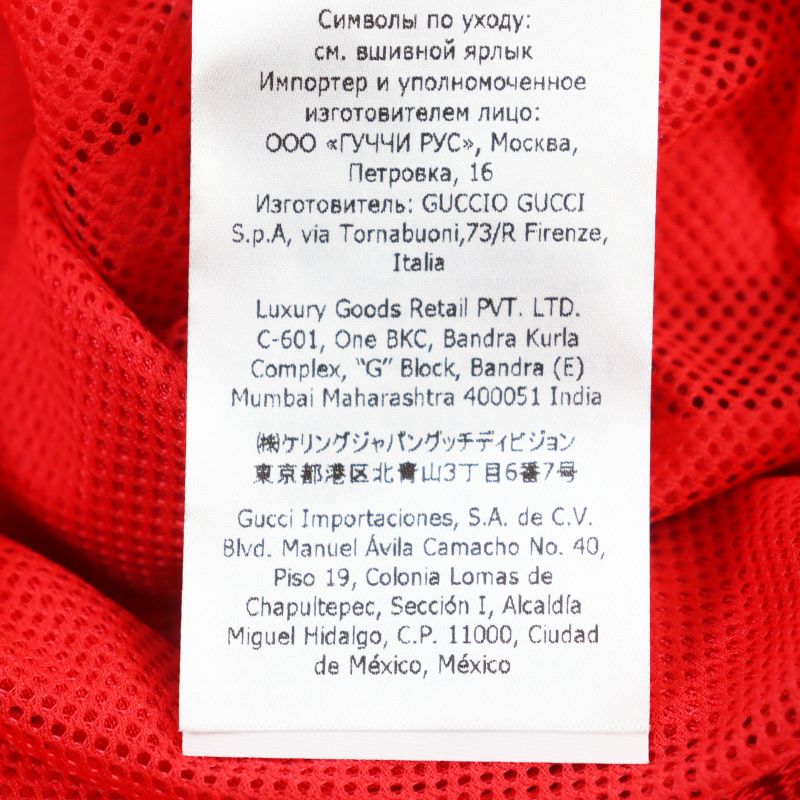 Символы по уходу:
см. вшивной ярлык
Импортер и уполномоченное
изготовителем лицо:
ООО «ГУЧЧИ РУС», Москва,
Петровка, 16
Изготовитель: GUCCIO GUCCI
S.p.A, via Tornabuoni,73/R Firenze,
Italia
Luxury Goods Retail PVT. LTD.
C-601, One BKC, Bandra Kurla
Complex, “G” Block, Bandra (E)
Mumbai Maharashtra 400051 India
㈱ケリングジャパングッチディビジョン
東京都港区北青山3丁目6番7号
Gucci Importaciones, S.A. de C.V.
Blvd. Manuel Ávila Camacho No. 40,
Piso 19, Colonia Lomas de
Chapultepec, Sección I, Alcaldía
Miguel Hidalgo, C.P. 11000, Ciudad
de México, México